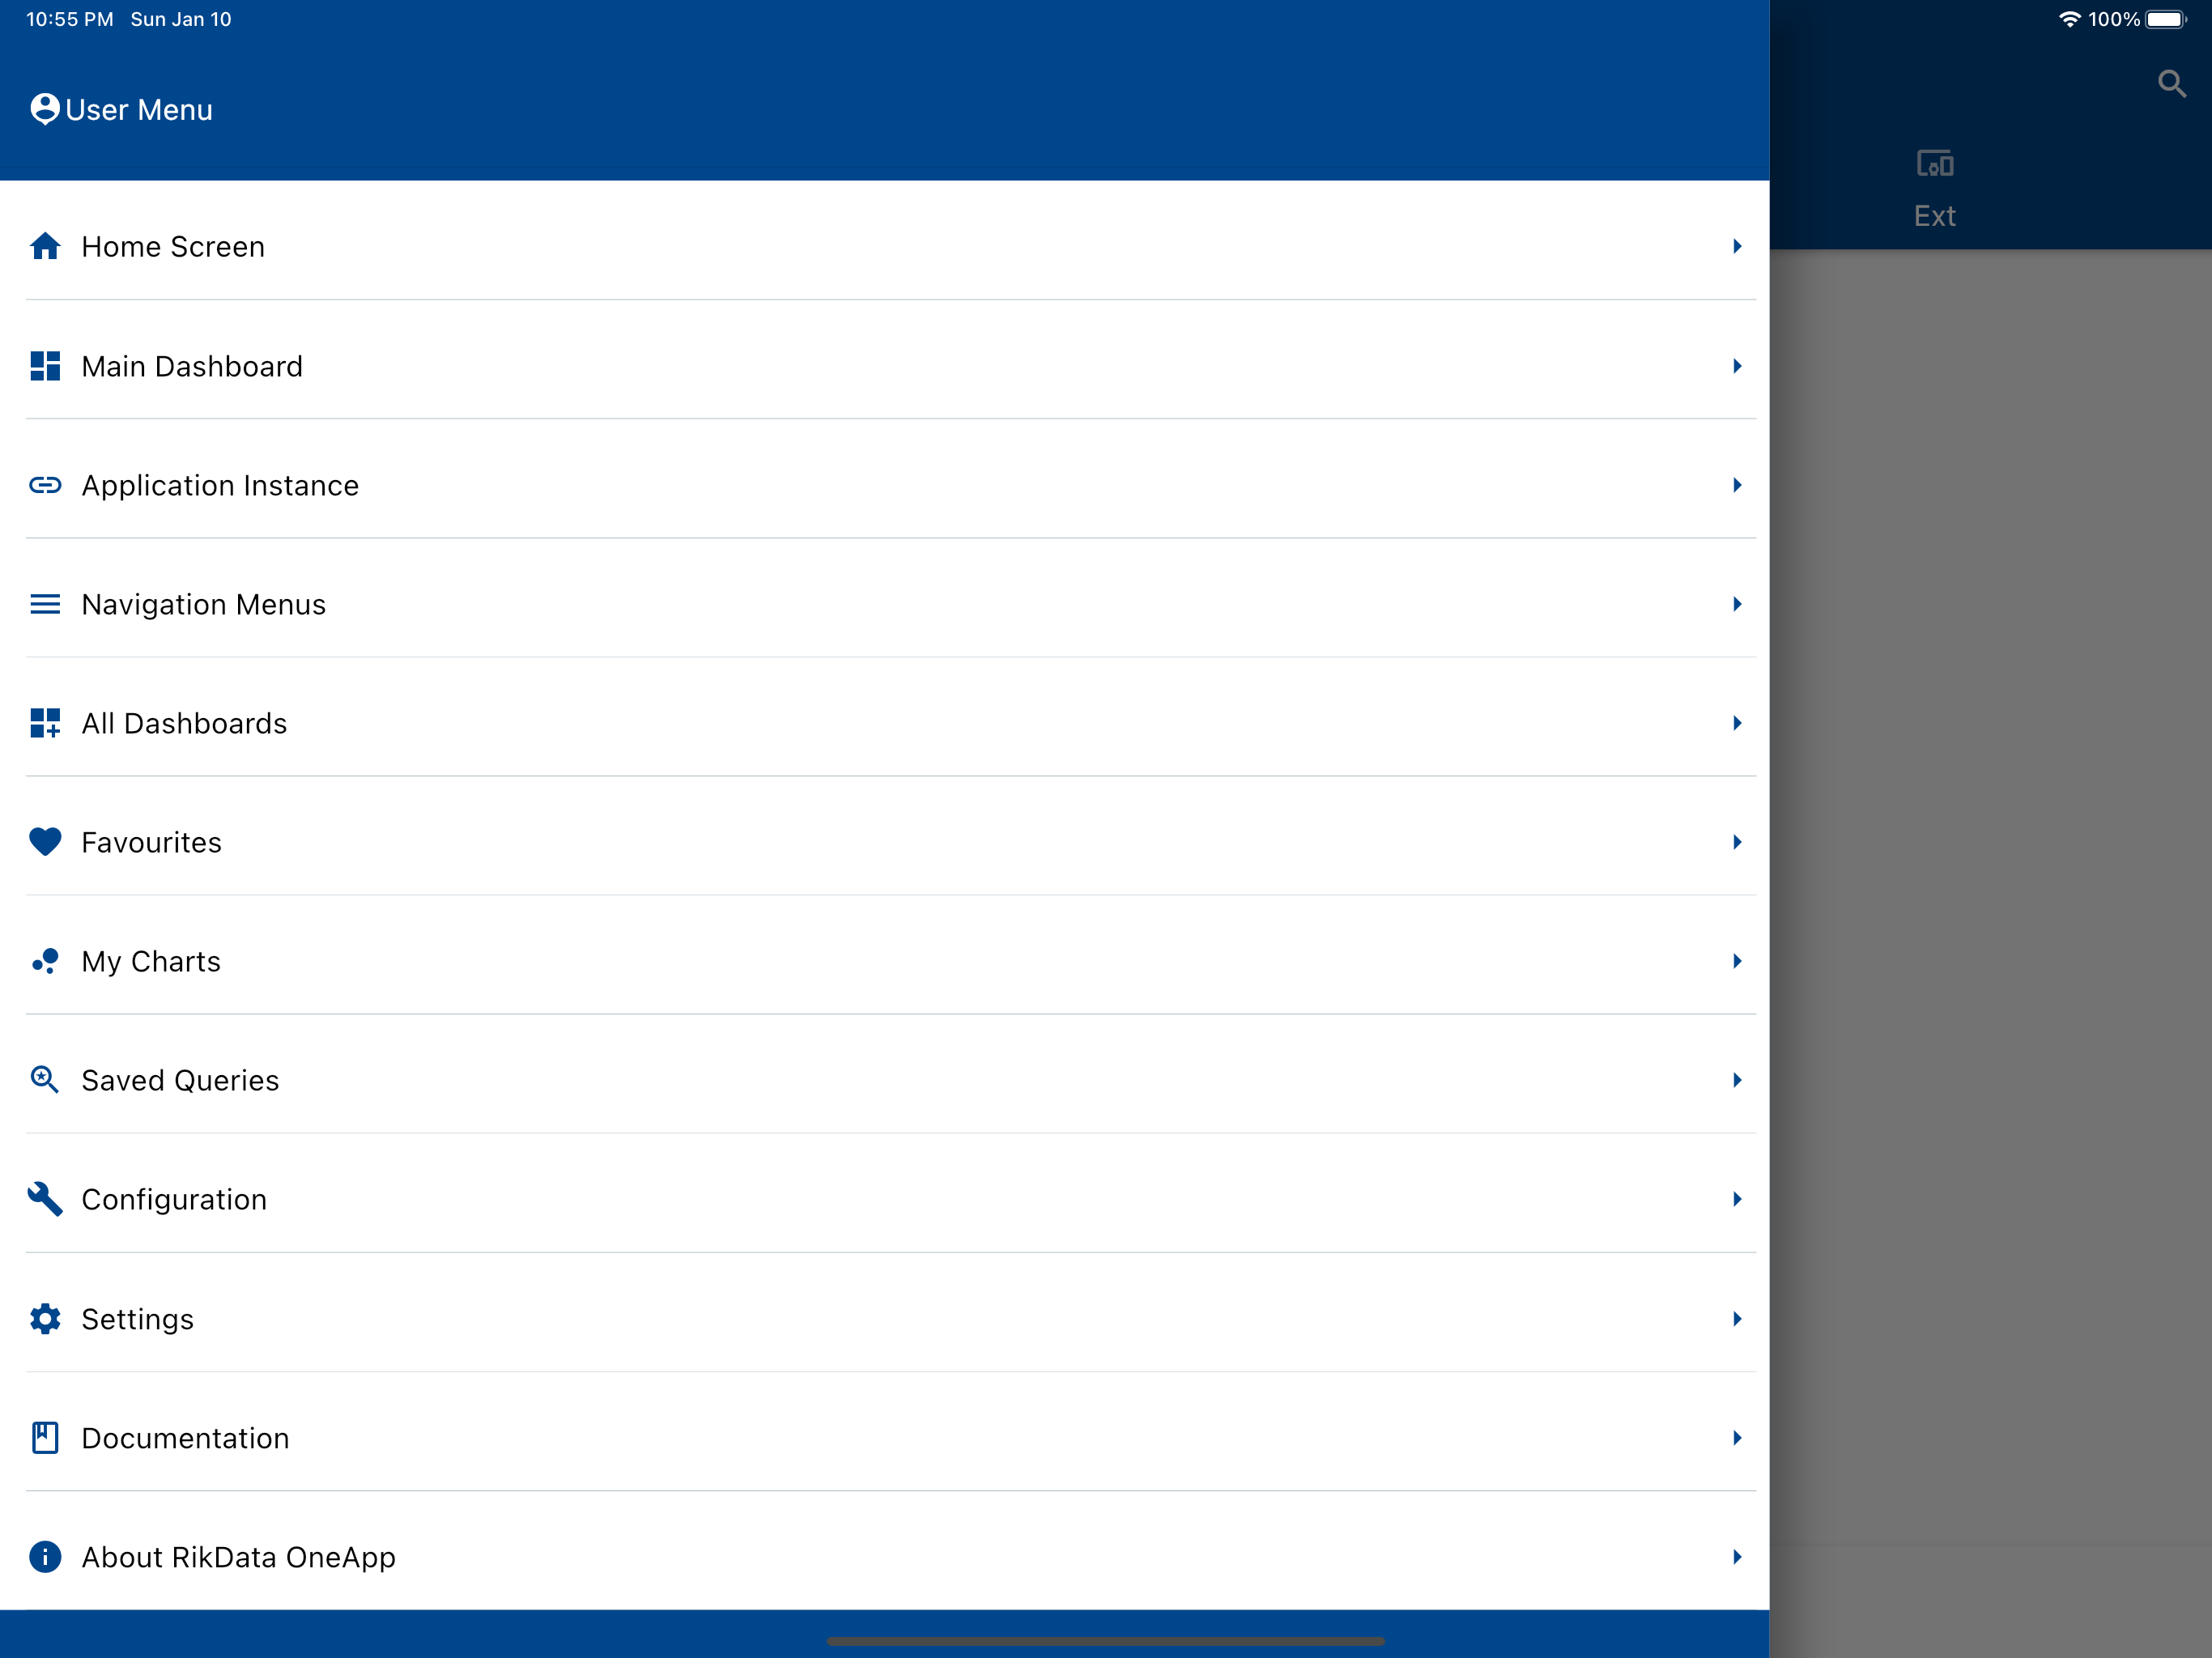 10:55 PM Sun Jan 10
100%
User Menu
Ext
Home Screen
Main Dashboard
Application Instance
Navigation Menus
All Dashboards
Favourites
My Charts
Saved Queries
Configuration
Settings
Documentation
About RikData OneApp